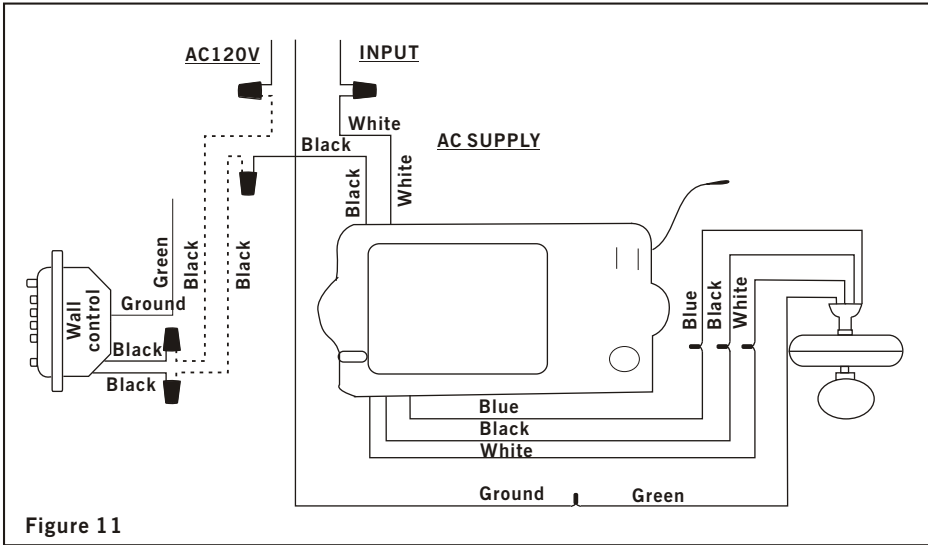 AC120V
INPUT
White
Black
AC SUPPLY
Black
White
Green
Black
Black
Wall
control
Ground
Black
Black
Blue
Black
White
Blue
Black
White
Ground
Green
Figure 11